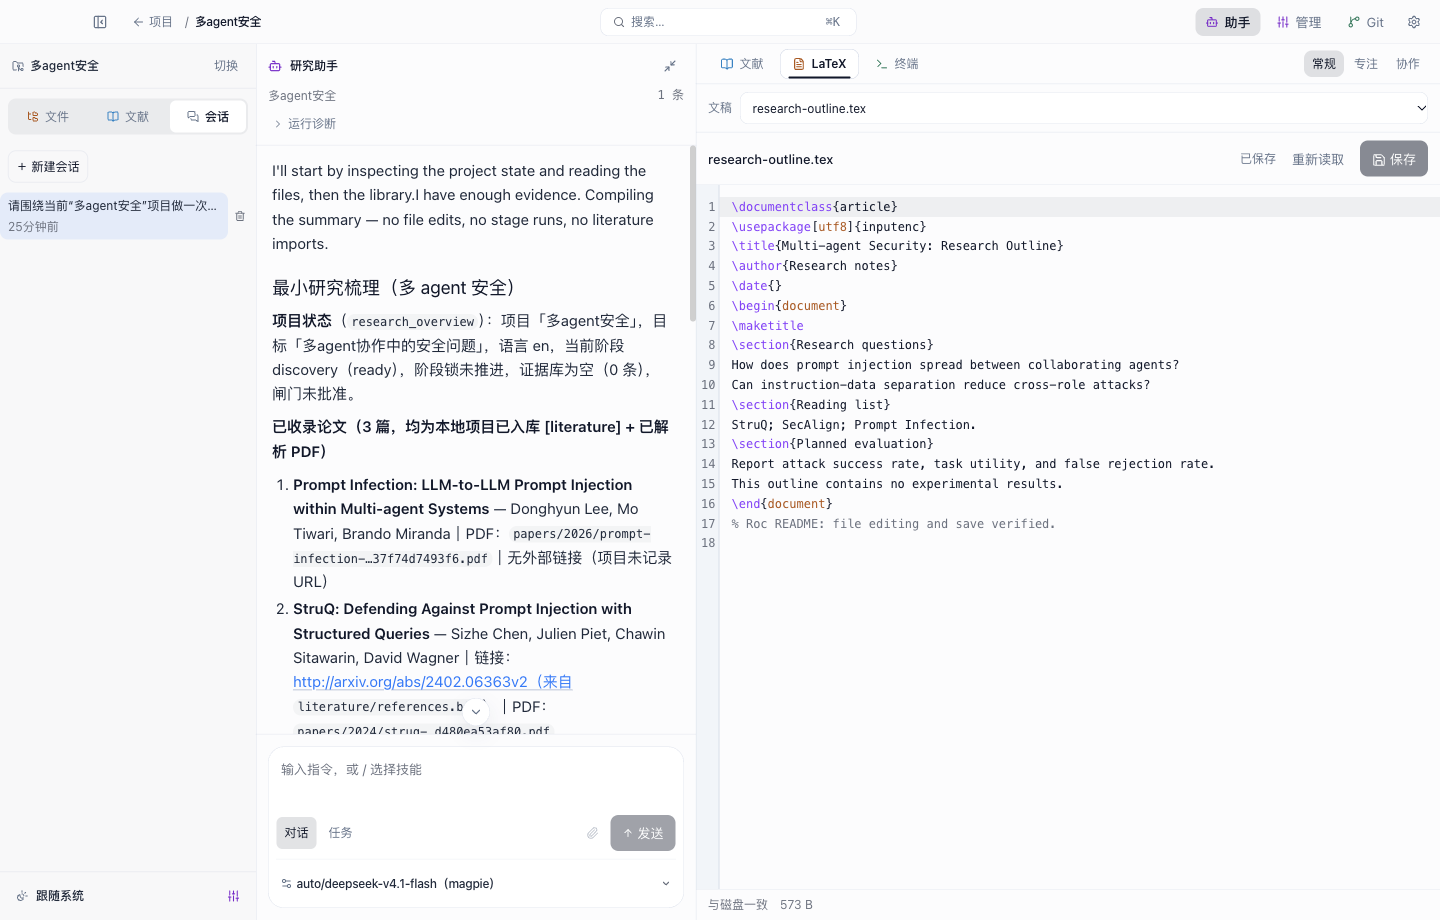 项目 / 多agent安全
搜索... ⌘K
助手 管理 Git
多agent安全 切换
文件 文献 会话
+ 新建会话
请围绕当前“多agent安全”项目做一次...
25分钟前
跟随系统
研究助手
多agent安全 1 条
运行诊断
I'll start by inspecting the project state and reading the
files, then the library.I have enough evidence. Compiling
the summary — no file edits, no stage runs, no literature
imports.
最小研究梳理（多 agent 安全）
项目状态（research_overview）：项目「多agent安全」，目
标「多agent协作中的安全问题」，语言 en，当前阶段
discovery（ready），阶段锁未推进，证据库为空（0 条），
闸门未批准。
已收录论文（3 篇，均为本地项目已入库 [literature] + 已解
析 PDF）
1. Prompt Infection: LLM-to-LLM Prompt Injection
within Multi-agent Systems — Donghyun Lee, Mo
Tiwari, Brando Miranda｜PDF：papers/2026/prompt-
infection-…37f74d7493f6.pdf｜无外部链接（项目未记录
URL）
2. StruQ: Defending Against Prompt Injection with
Structured Queries — Sizhe Chen, Julien Piet, Chawin
Sitawarin, David Wagner｜链接：
http://arxiv.org/abs/2402.06363v2（来自
literature/references.b ｜PDF：
papers/2024/struq-…d480ea53af80.pdf
输入指令，或 / 选择技能
对话 任务 发送
auto/deepseek-v4.1-flash（magpie）
文献 LaTeX 终端 常规 专注 协作
文稿 research-outline.tex
research-outline.tex 已保存 重新读取 保存
1 \documentclass{article}
2 \usepackage[utf8]{inputenc}
3 \title{Multi-agent Security: Research Outline}
4 \author{Research notes}
5 \date{}
6 \begin{document}
7 \maketitle
8 \section{Research questions}
9 How does prompt injection spread between collaborating agents?
10 Can instruction-data separation reduce cross-role attacks?
11 \section{Reading list}
12 StruQ; SecAlign; Prompt Infection.
13 \section{Planned evaluation}
14 Report attack success rate, task utility, and false rejection rate.
15 This outline contains no experimental results.
16 \end{document}
17 % Roc README: file editing and save verified.
18
与磁盘一致 573 B